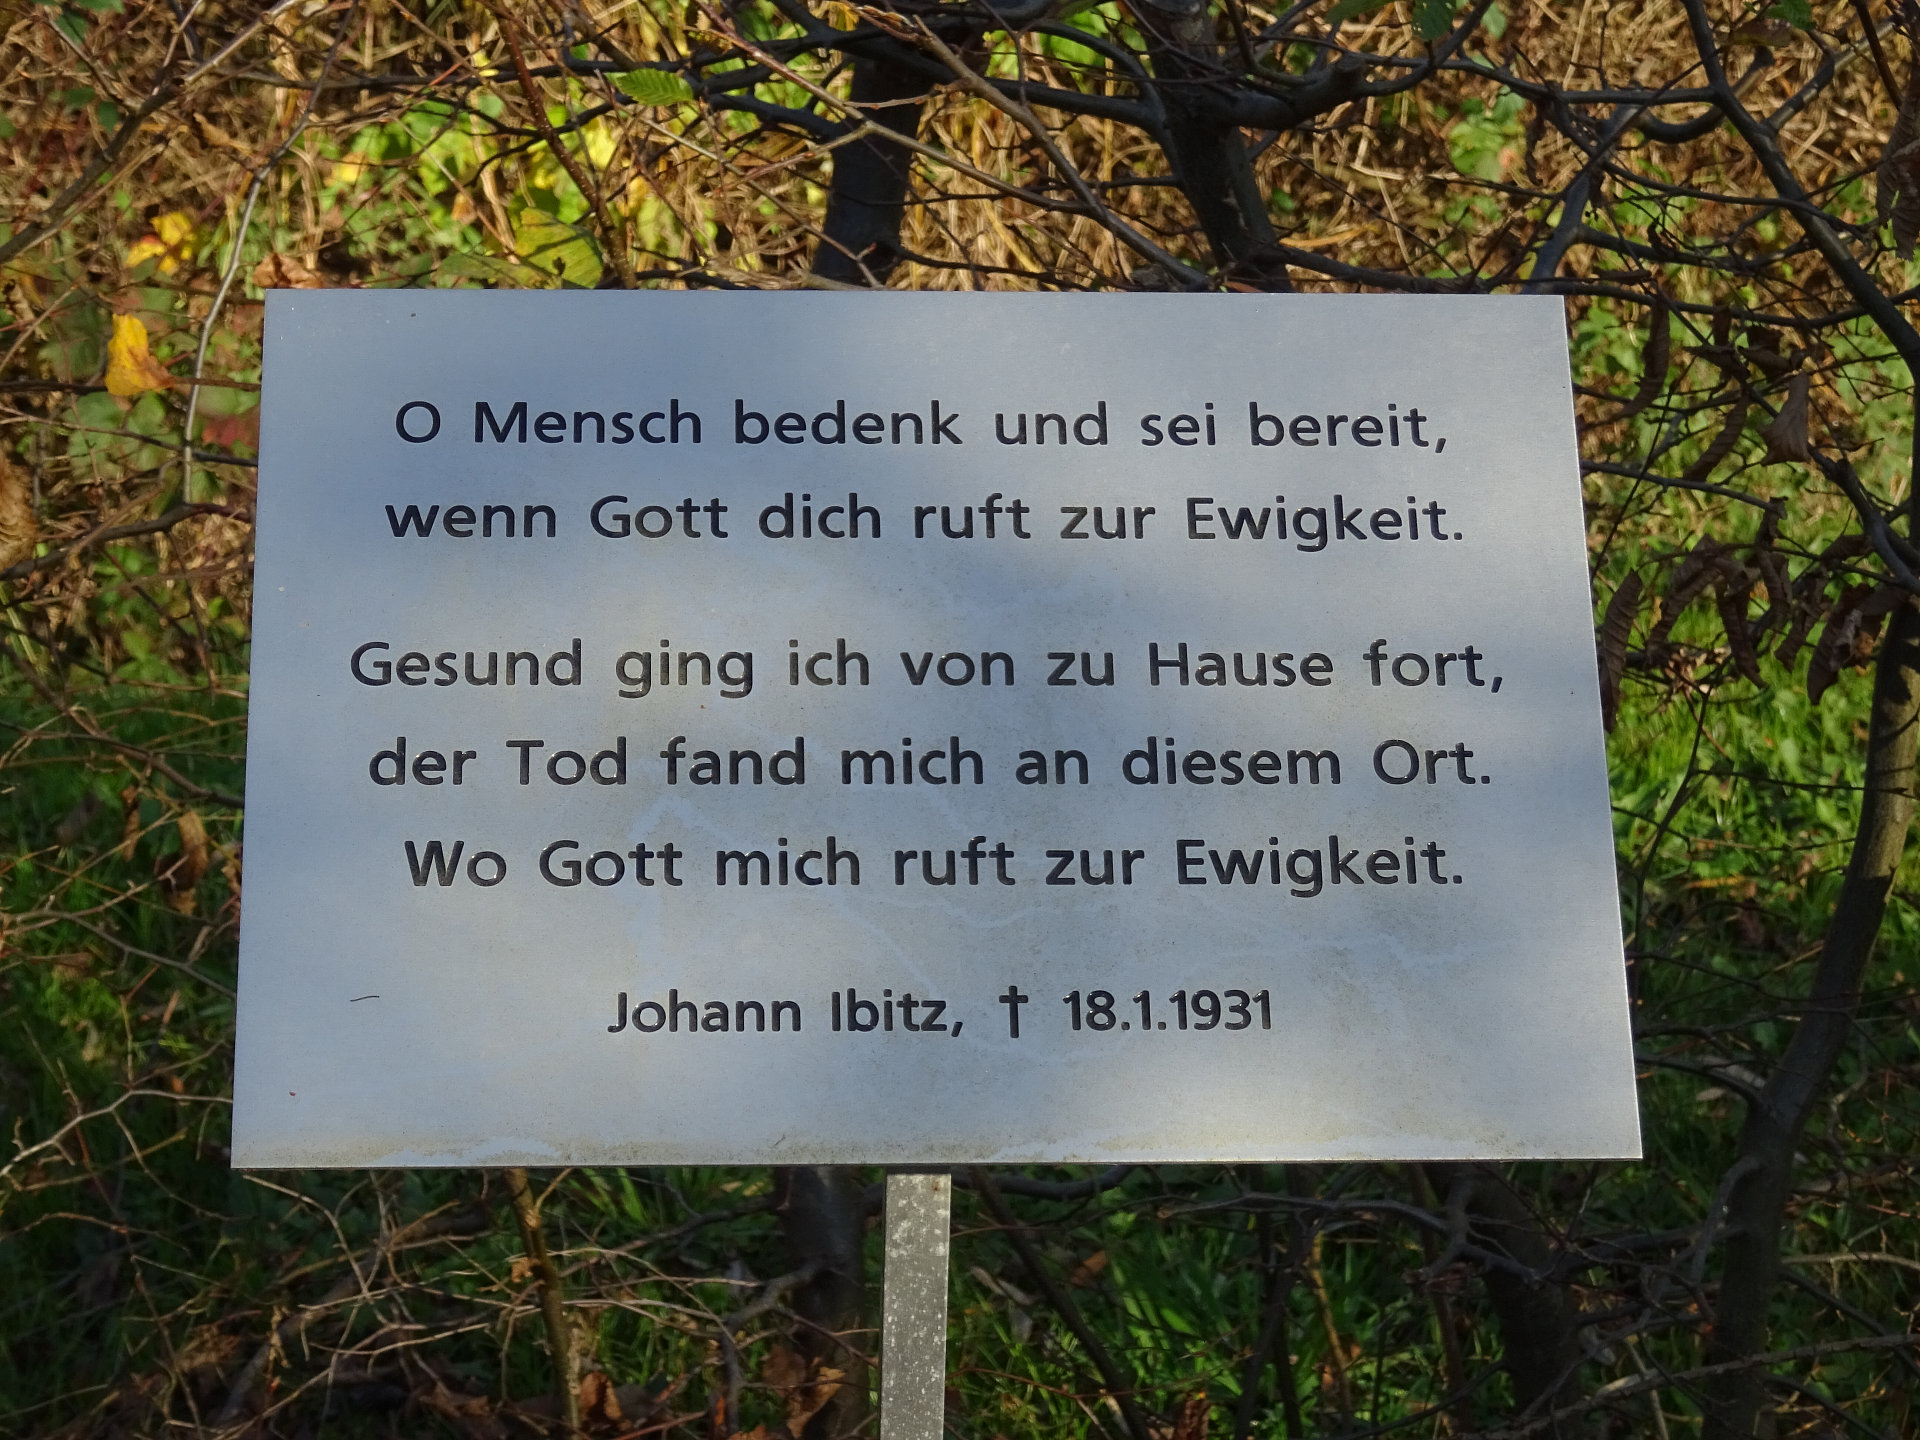 O Mensch bedenk und sei bereit,
wenn Gott dich ruft zur Ewigkeit.
Gesund ging ich von zu Hause fort,
der Tod fand mich an diesem Ort.
Wo Gott mich ruft zur Ewigkeit.
Johann Ibitz, † 18.1.1931